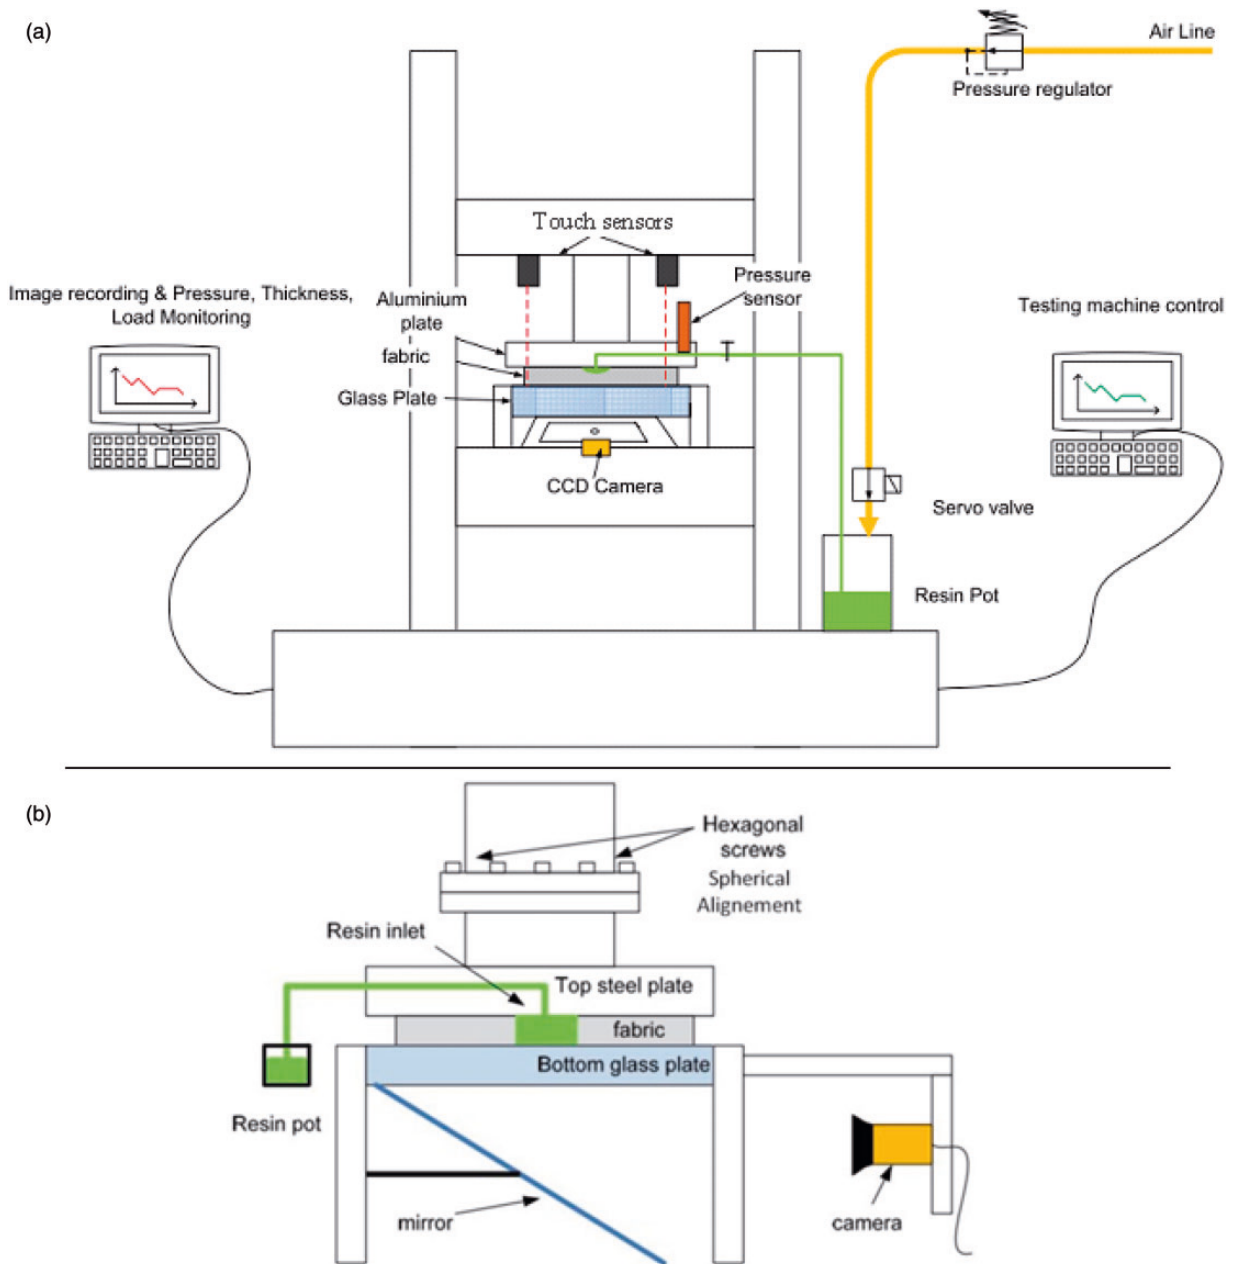 (a)
Air Line
Pressure regulator
Touch sensors
Pressure
sensor
Image recording & Pressure, Thickness,
Load Monitoring
Aluminium
plate
fabric
Glass Plate
Testing machine control
CCD Camera
Servo valve
Resin Pot
(b)
Hexagonal
screws
Spherical
Alignement
Resin inlet
Top steel plate
fabric
Bottom glass plate
Resin pot
mirror
camera